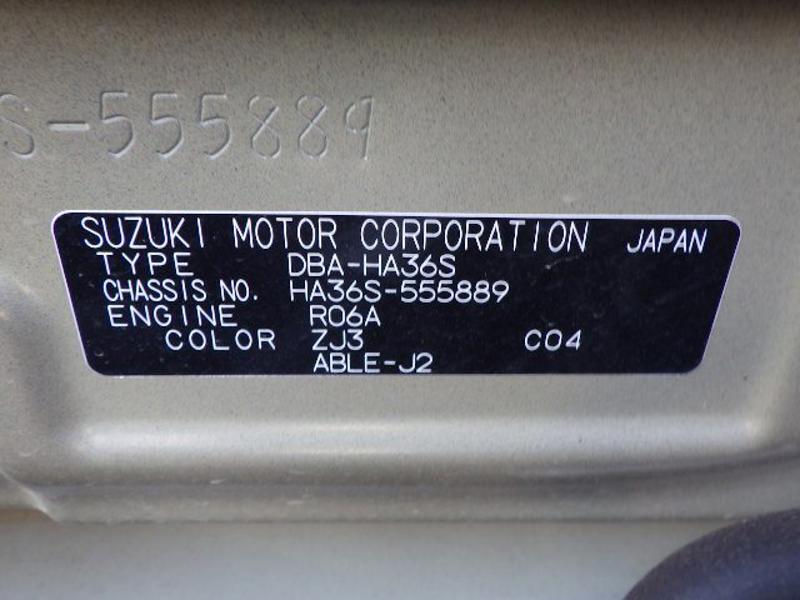 S-555889
SUZUKI MOTOR CORPORATION JAPAN
TYPE DBA-HA36S
CHASSIS NO. HA36S-555889
ENGINE R06A
COLOR ZJ3 C04
ABLE-J2